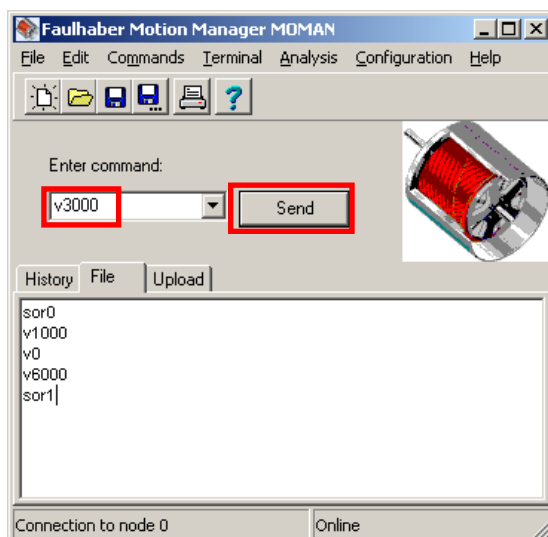 Faulhaber Motion Manager MOMAN
File Edit Commands Terminal Analysis Configuration Help
Enter command:
v3000 Send
History File Upload
sor0
v1000
v0
v6000
sor1
Connection to node 0 Online